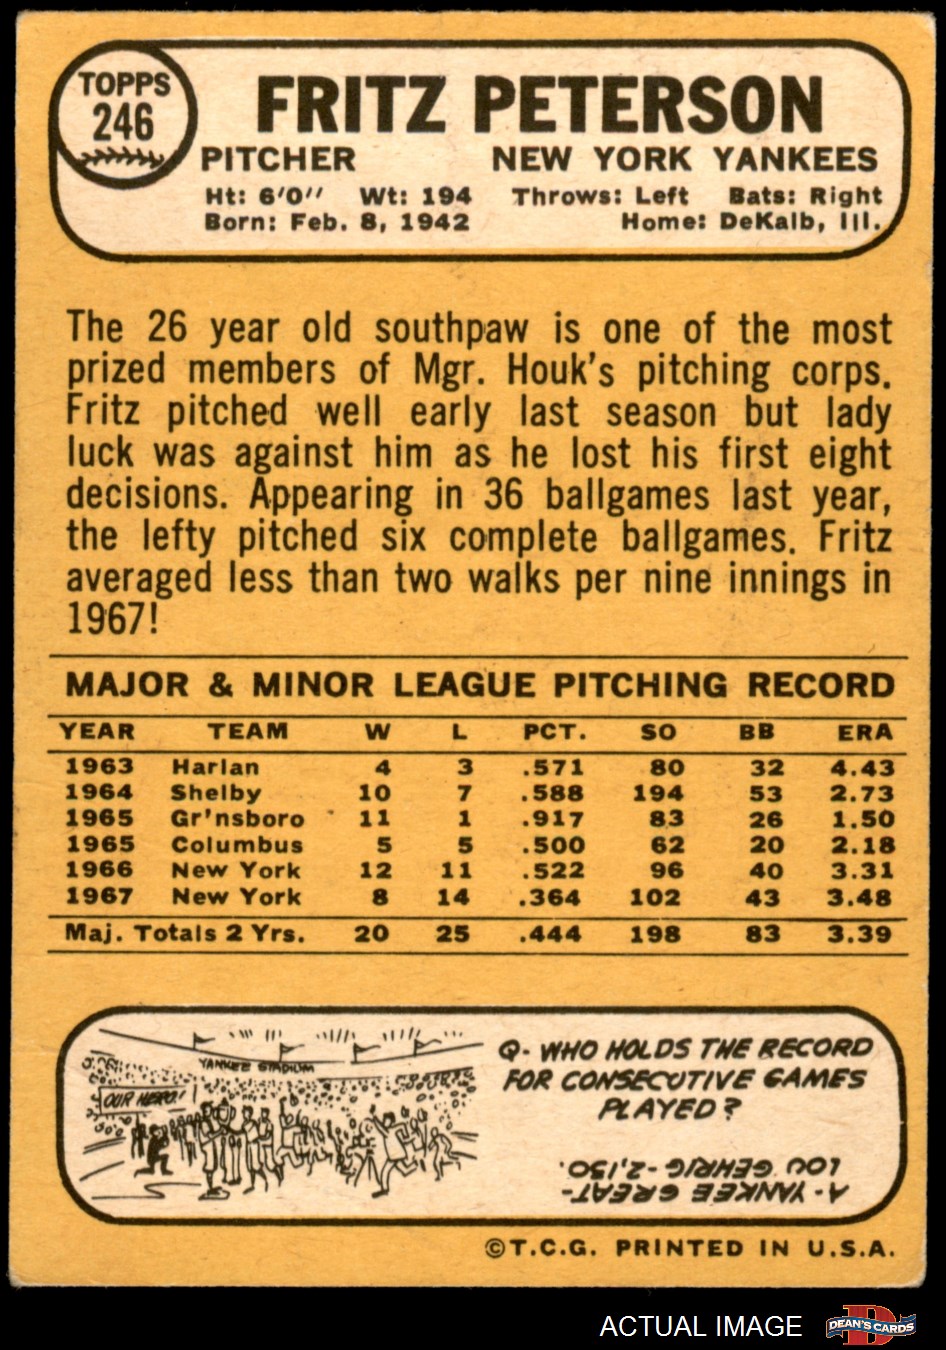 TOPPS
246
FRITZ PETERSON
PITCHER NEW YORK YANKEES
Ht: 6'0'' Wt: 194 Throws: Left Bats: Right
Born: Feb. 8, 1942 Home: DeKalb, Ill.
The 26 year old southpaw is one of the most
prized members of Mgr. Houk's pitching corps.
Fritz pitched well early last season but lady
luck was against him as he lost his first eight
decisions. Appearing in 36 ballgames last year,
the lefty pitched six complete ballgames. Fritz
averaged less than two walks per nine innings in
1967!
MAJOR & MINOR LEAGUE PITCHING RECORD
YEAR TEAM W L PCT. SO BB ERA
1963 Harlan 4 3 .571 80 32 4.43
1964 Shelby 10 7 .588 194 53 2.73
1965 Gr'nsboro 11 1 .917 83 26 1.50
1965 Columbus 5 5 .500 62 20 2.18
1966 New York 12 11 .522 96 40 3.31
1967 New York 8 14 .364 102 43 3.48
Maj. Totals 2 Yrs. 20 25 .444 198 83 3.39
YANKEE STADIUM
OUR HERO!
Q- WHO HOLDS THE RECORD
FOR CONSECUTIVE GAMES
PLAYED?
A- YANKEE GREAT-
LOU GEHRIG-2,130.
©T.C.G. PRINTED IN U.S.A.
ACTUAL IMAGE
DEAN'S CARDS